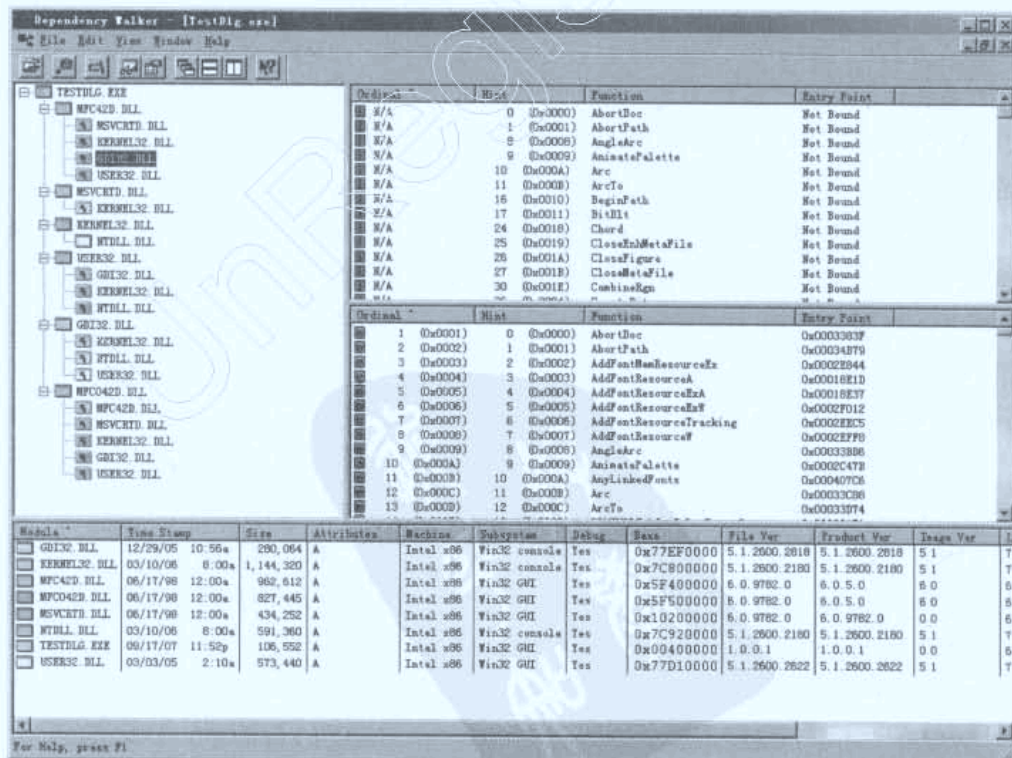 Dependency Walker - [TestDlg.exe]
File Edit View Window Help
TESTDLG.EXE
MFC42D.DLL
MSVCRTD.DLL
KERNEL32.DLL
GDI32.DLL
USER32.DLL
MSVCRTD.DLL
KERNEL32.DLL
KERNEL32.DLL
NTDLL.DLL
USER32.DLL
GDI32.DLL
KERNEL32.DLL
NTDLL.DLL
GDI32.DLL
KERNEL32.DLL
NTDLL.DLL
USER32.DLL
MFCO42D.DLL
MFC42D.DLL
MSVCRTD.DLL
KERNEL32.DLL
GDI32.DLL
USER32.DLL
Ordinal ^ Hint Function Entry Point
N/A 0 (0x0000) AbortDoc Not Bound
N/A 1 (0x0001) AbortPath Not Bound
N/A 8 (0x0008) AngleArc Not Bound
N/A 9 (0x0009) AnimatePalette Not Bound
N/A 10 (0x000A) Arc Not Bound
N/A 11 (0x000B) ArcTo Not Bound
N/A 16 (0x0010) BeginPath Not Bound
N/A 17 (0x0011) BitBlt Not Bound
N/A 24 (0x0018) Chord Not Bound
N/A 25 (0x0019) CloseEnhMetaFile Not Bound
N/A 26 (0x001A) CloseFigure Not Bound
N/A 27 (0x001B) CloseMetaFile Not Bound
N/A 30 (0x001E) CombineRgn Not Bound
Ordinal ^ Hint Function Entry Point
1 (0x0001) 0 (0x0000) AbortDoc 0x0003383F
2 (0x0002) 1 (0x0001) AbortPath 0x00034B79
3 (0x0003) 2 (0x0002) AddFontMemResourceEx 0x0002E844
4 (0x0004) 3 (0x0003) AddFontResourceA 0x00018E1D
5 (0x0005) 4 (0x0004) AddFontResourceExA 0x00018E37
6 (0x0006) 5 (0x0005) AddFontResourceExW 0x0002F012
7 (0x0007) 6 (0x0006) AddFontResourceTracking 0x0002EEC5
8 (0x0008) 7 (0x0007) AddFontResourceW 0x0002EFF8
9 (0x0009) 8 (0x0008) AngleArc 0x00033BD6
10 (0x000A) 9 (0x0009) AnimatePalette 0x0002C47B
11 (0x000B) 10 (0x000A) AnyLinkedFonts 0x000407C6
12 (0x000C) 11 (0x000B) Arc 0x00033C88
13 (0x000D) 12 (0x000C) ArcTo 0x00033D74
Module ^ Time Stamp Size Attributes Machine Subsystem Debug Base File Ver Product Ver Image Ver
GDI32.DLL 12/29/05 10:56a 280,064 A Intel x86 Win32 console Yes 0x77EF0000 5.1.2600.2818 5.1.2600.2818 5.1
KERNEL32.DLL 03/10/06 8:00a 1,144,320 A Intel x86 Win32 console Yes 0x7C800000 5.1.2600.2180 5.1.2600.2180 5.1
MFC42D.DLL 06/17/98 12:00a 962,612 A Intel x86 Win32 GUI Yes 0x5F400000 6.0.9782.0 6.0.5.0 6.0
MFCO42D.DLL 06/17/98 12:00a 827,445 A Intel x86 Win32 GUI Yes 0x5F500000 6.0.9782.0 6.0.5.0 6.0
MSVCRTD.DLL 06/17/98 12:00a 434,252 A Intel x86 Win32 GUI Yes 0x10200000 6.0.9782.0 6.0.9782.0 0.0
NTDLL.DLL 03/10/06 8:00a 591,360 A Intel x86 Win32 console Yes 0x7C920000 5.1.2600.2180 5.1.2600.2180 5.1
TESTDLG.EXE 09/17/07 11:52p 106,552 A Intel x86 Win32 GUI Yes 0x00400000 1.0.0.1 1.0.0.1 0.0
USER32.DLL 03/03/05 2:10a 573,440 A Intel x86 Win32 GUI Yes 0x77D10000 5.1.2600.2622 5.1.2600.2622 5.1
For Help, press F1